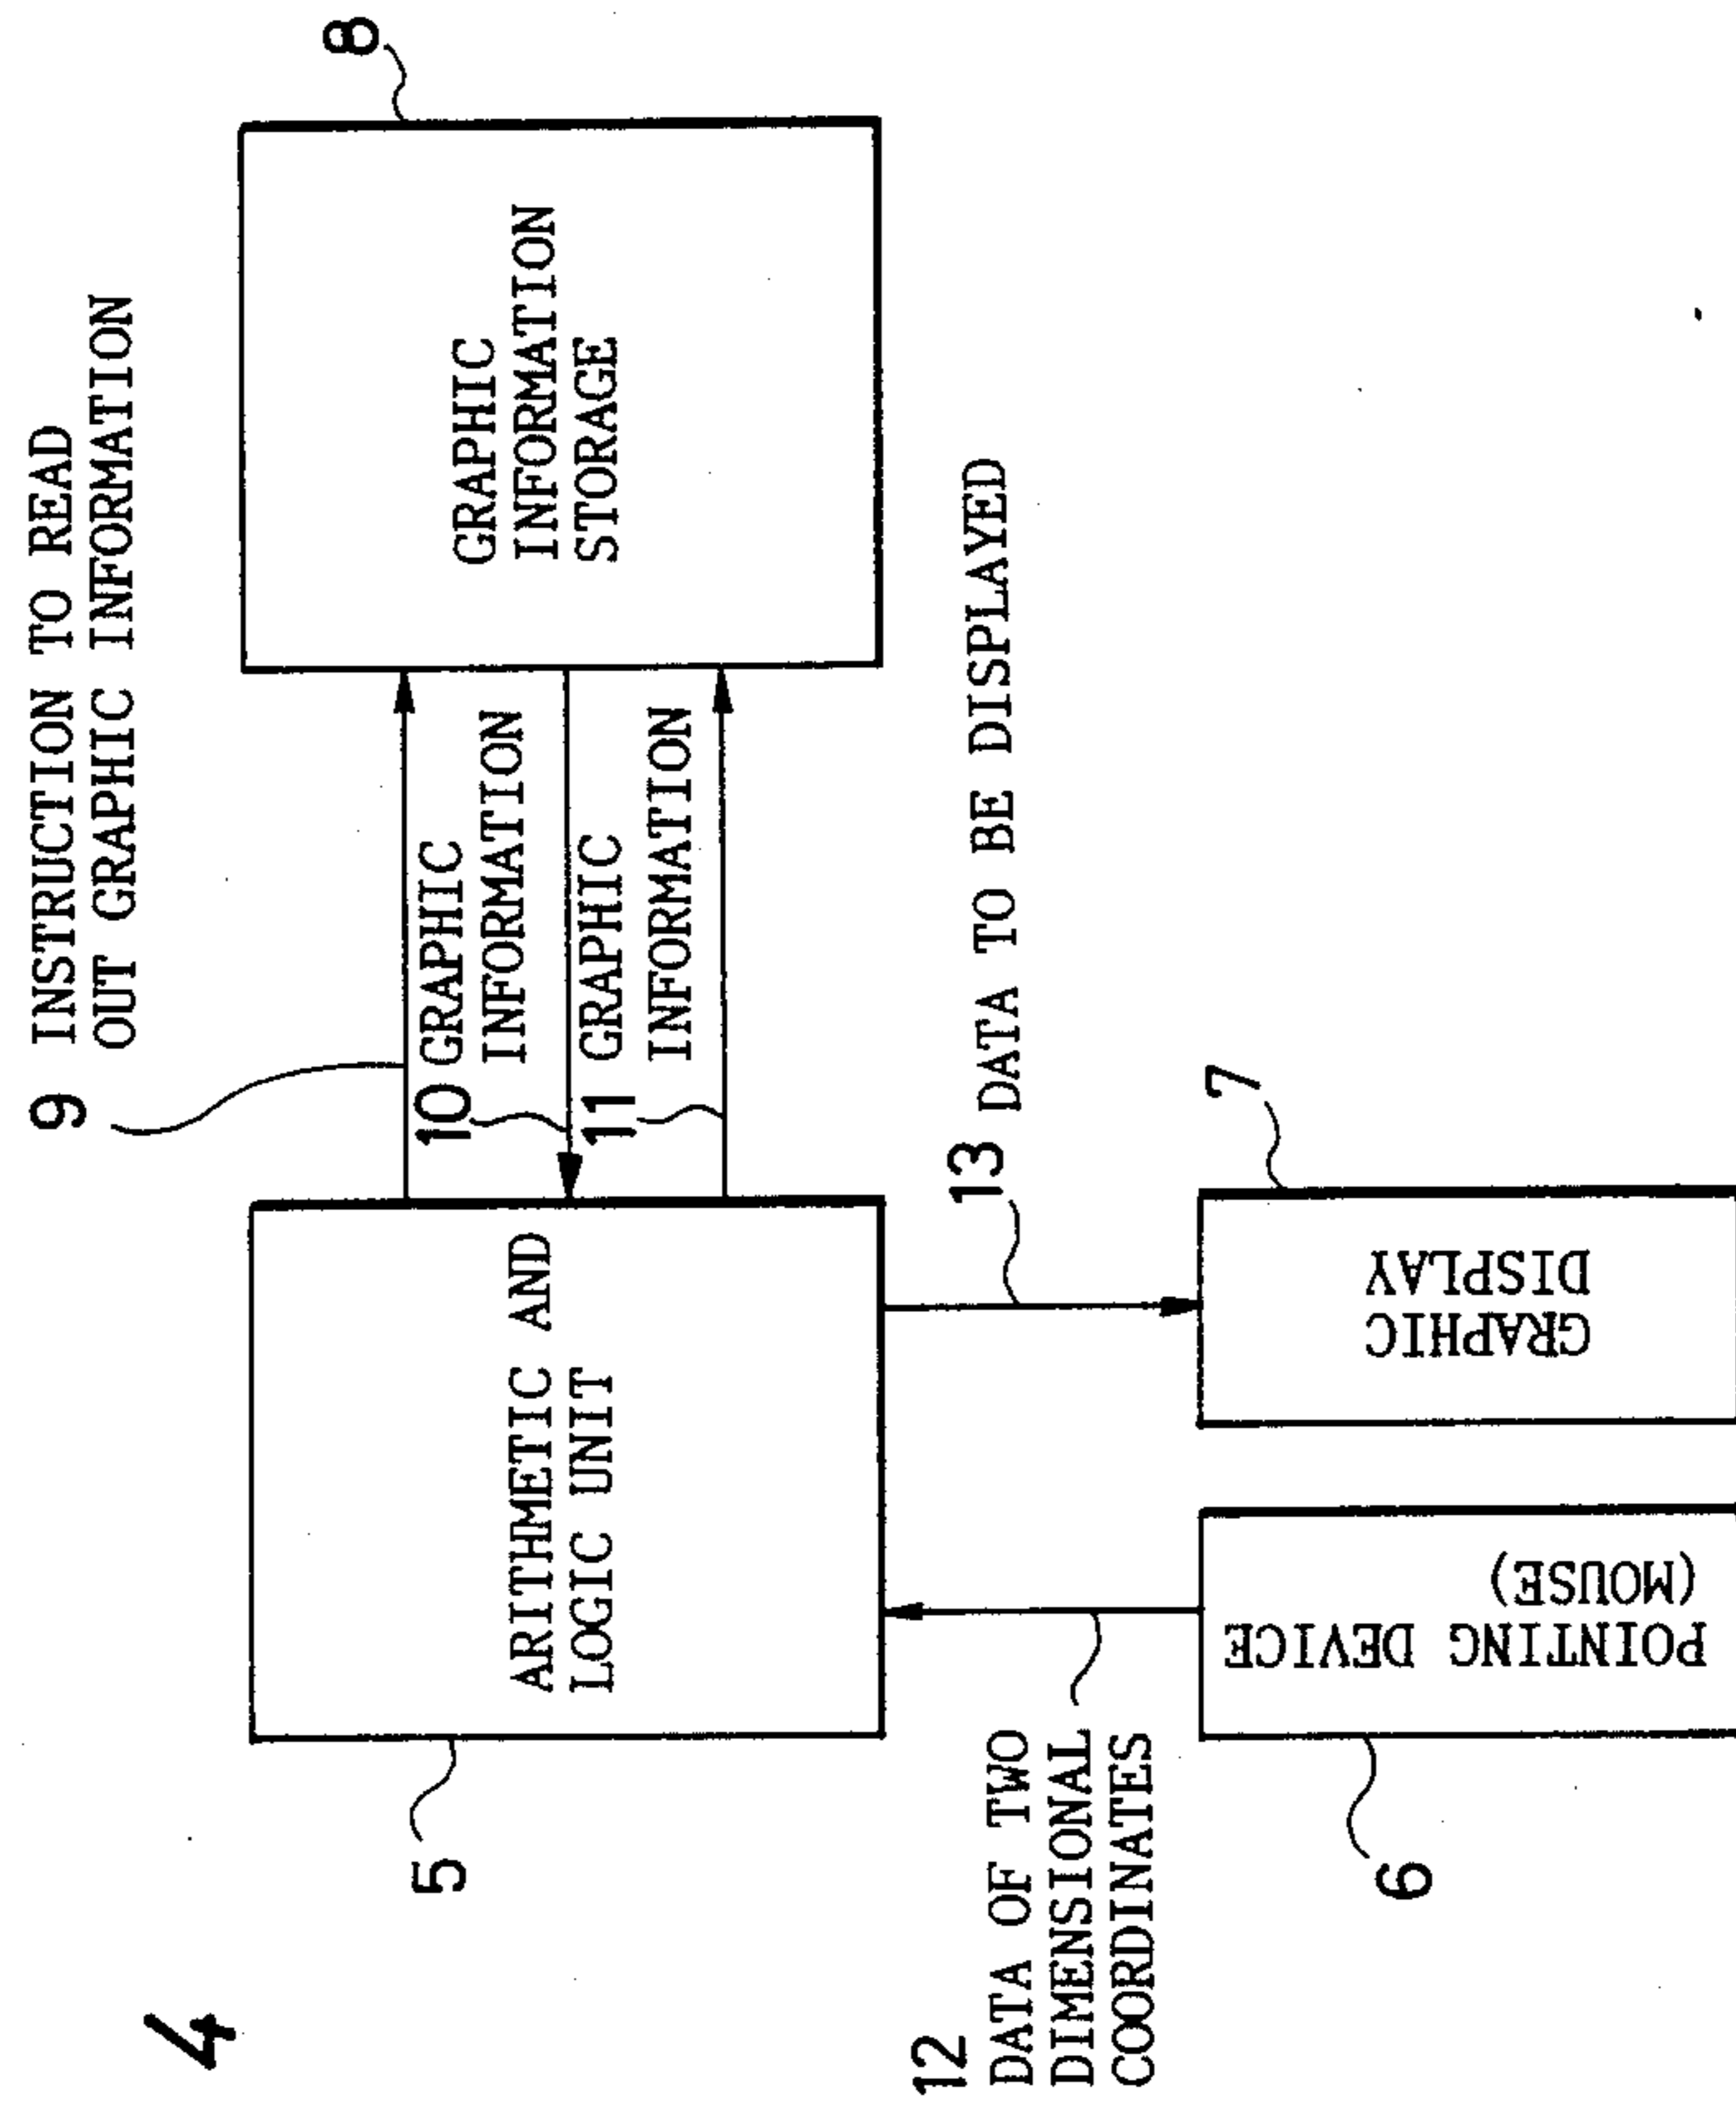 4
9 INSTRUCTION TO READ
OUT GRAPHIC INFORMATION
8
5
ARITHMETIC AND
LOGIC UNIT
10 GRAPHIC
INFORMATION
11 GRAPHIC
INFORMATION
GRAPHIC
INFORMATION
STORAGE
12
DATA OF TWO
DIMENSIONAL
COORDINATES
13 DATA TO BE DISPLAYED
6
POINTING DEVICE
(MOUSE)
7
GRAPHIC
DISPLAY